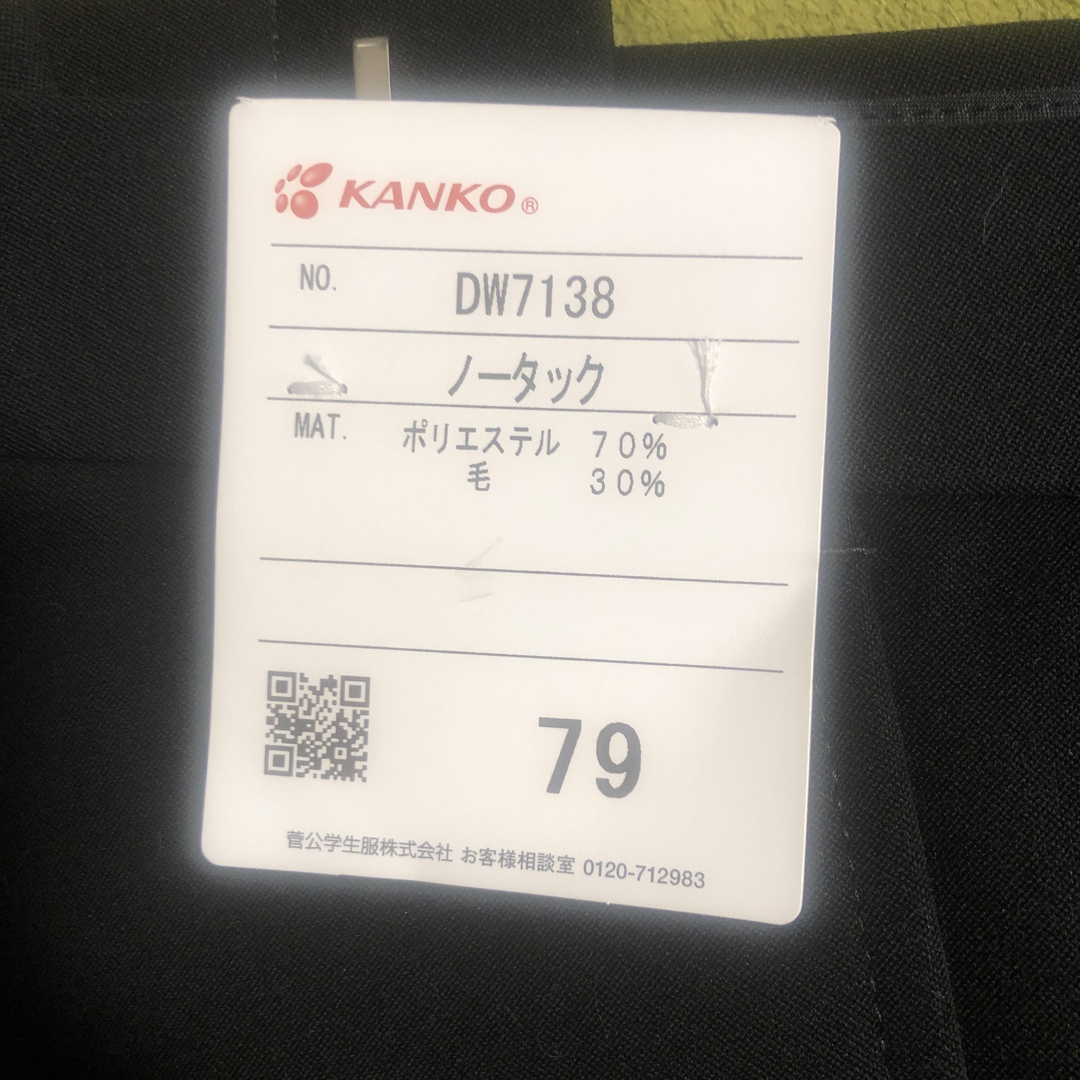 KANKO®
NO. DW7138
ノータック
MAT. ポリエステル 70%
毛 30%
79
菅公学生服株式会社 お客様相談室 0120-712983